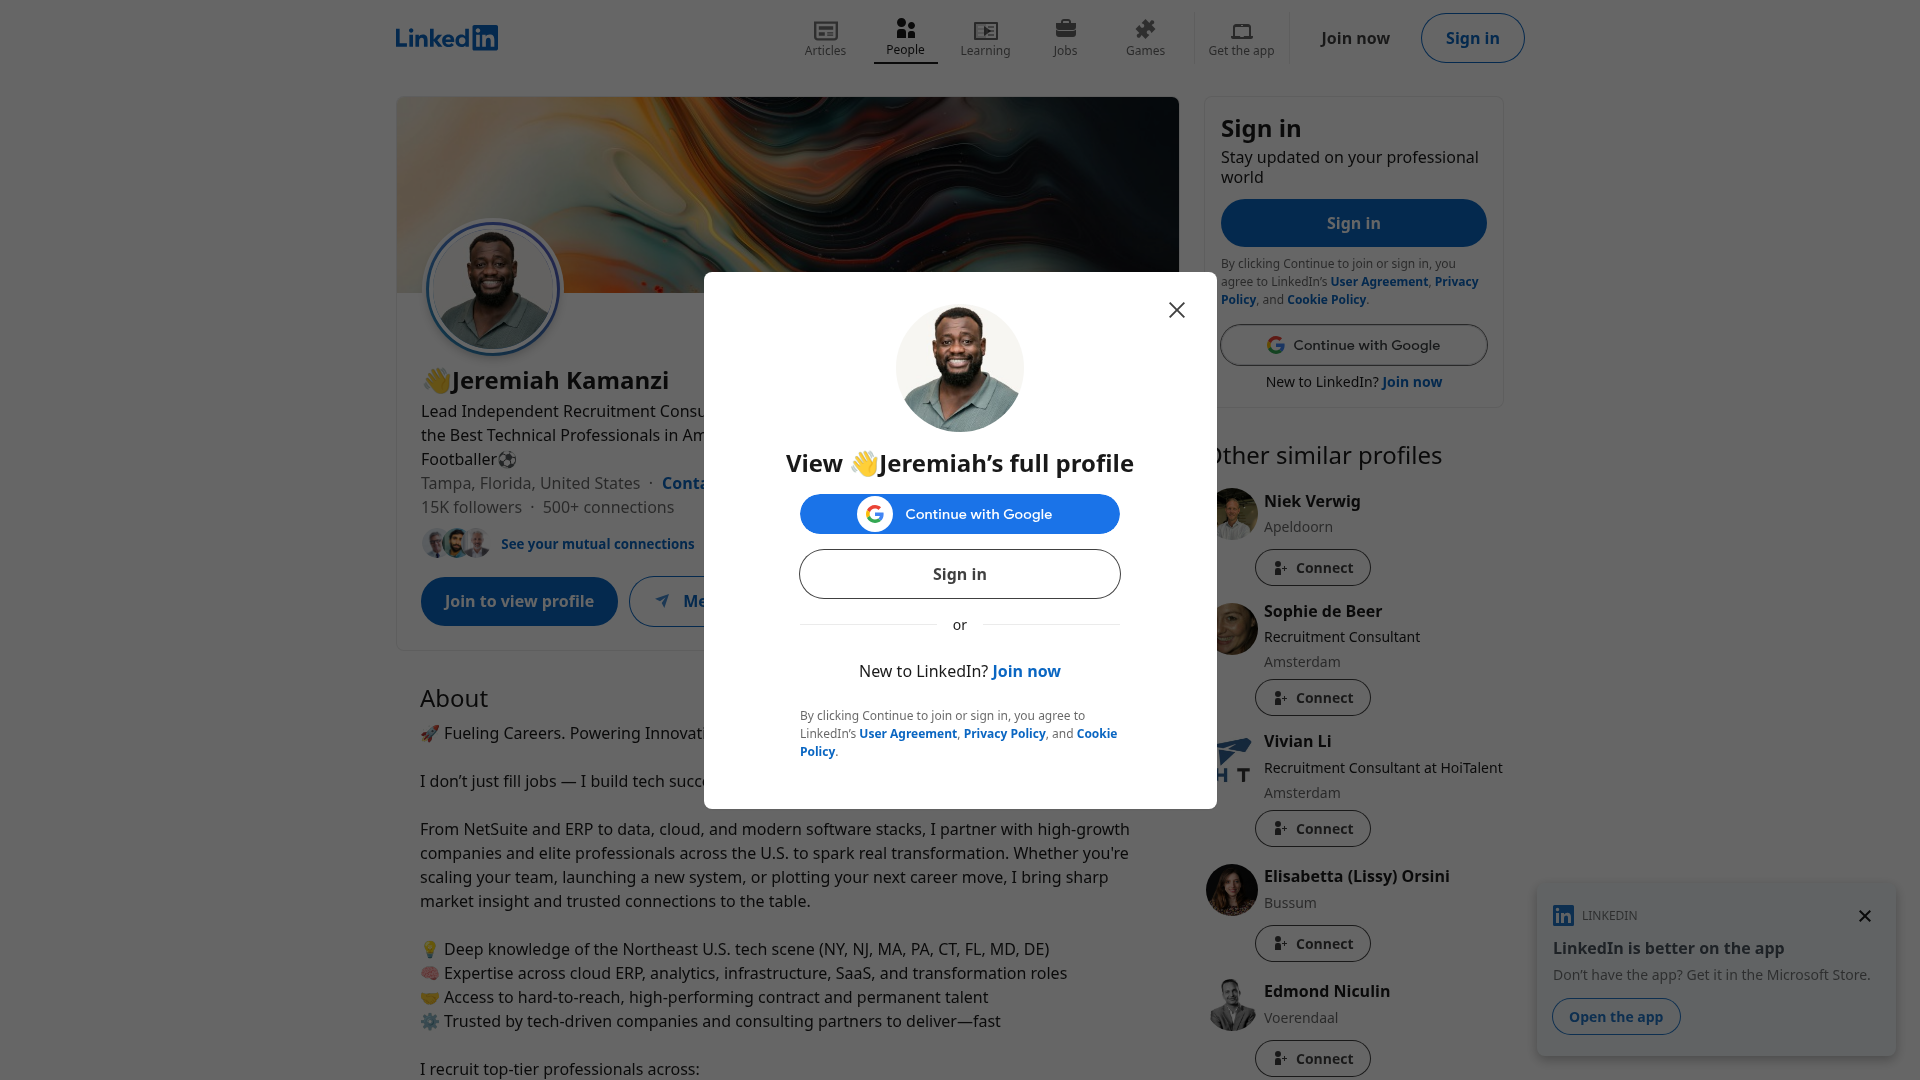 LinkedIn
Articles
People
Learning
Jobs
Games
Get the app
Join now
Sign in
👋Jeremiah Kamanzi
Lead Independent Recruitment
the Best Technical Professionals in
Footballer⚽
Tampa, Florida, United States ·
15K followers · 500+ connections
See your mutual connections
Join to view profile
About
🚀 Fueling Careers. Powering
I don’t just fill jobs — I build tech
From NetSuite and ERP to data, cloud, and modern software stacks, I partner with high-growth
companies and elite professionals across the U.S. to spark real transformation. Whether you're
scaling your team, launching a new system, or plotting your next career move, I bring sharp
market insight and trusted connections to the table.
💡 Deep knowledge of the Northeast U.S. tech scene (NY, NJ, MA, PA, CT, FL, MD, DE)
🧠 Expertise across cloud ERP, analytics, infrastructure, SaaS, and transformation roles
🤝 Access to hard-to-reach, high-performing contract and permanent talent
⚙️ Trusted by tech-driven companies and consulting partners to deliver—fast
I recruit top-tier professionals across:
View 👋Jeremiah’s full profile
Continue with Google
Sign in
or
New to LinkedIn? Join now
By clicking Continue to join or sign in, you agree to
LinkedIn’s User Agreement, Privacy Policy, and Cookie
Policy.
Sign in
Stay updated on your professional
world
Sign in
By clicking Continue to join or sign in, you
agree to LinkedIn’s User Agreement, Privacy
Policy, and Cookie Policy.
Continue with Google
New to LinkedIn? Join now
Other similar profiles
Niek Verwig
Apeldoorn
Connect
Sophie de Beer
Recruitment Consultant
Amsterdam
Connect
Vivian Li
Recruitment Consultant at HoiTalent
Amsterdam
Connect
Elisabetta (Lissy) Orsini
Bussum
Connect
Edmond Niculin
Voerendaal
Connect
LINKEDIN
LinkedIn is better on the app
Don’t have the app? Get it in the Microsoft Store.
Open the app